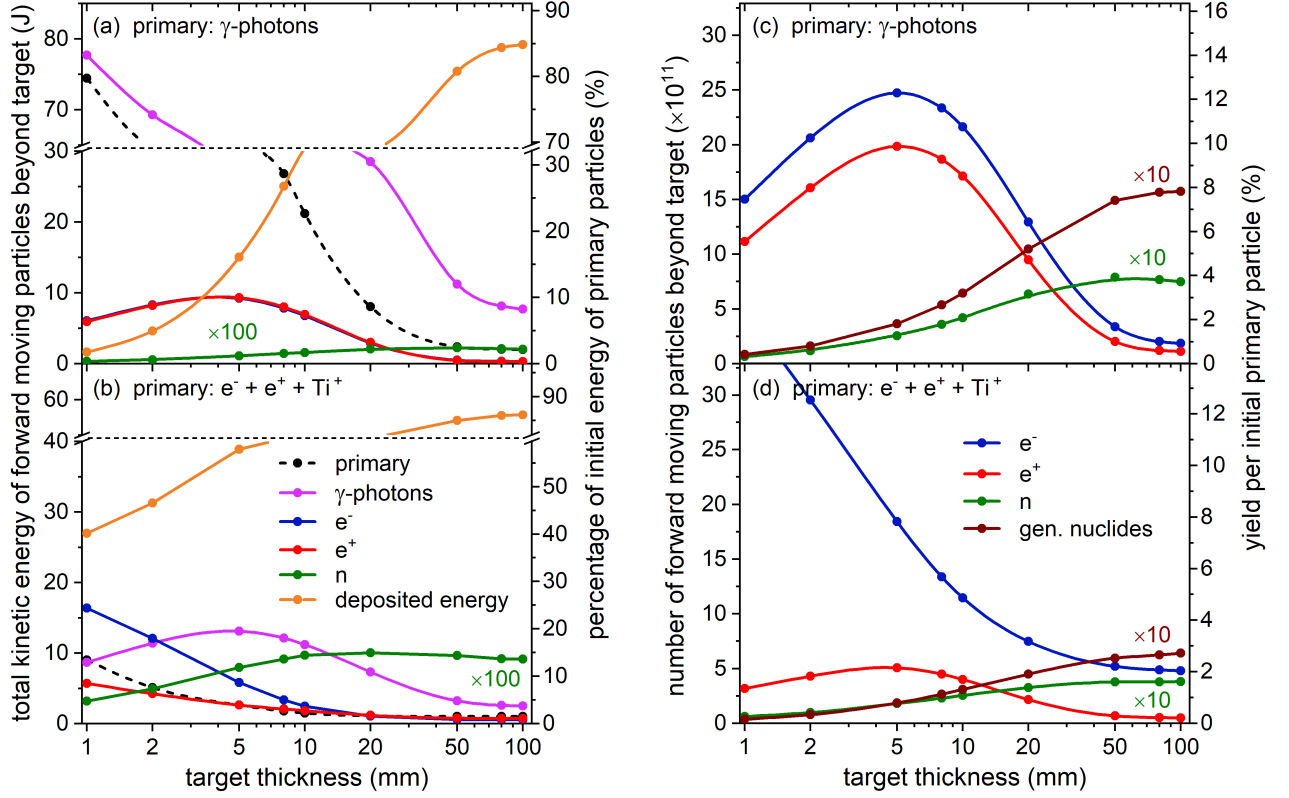 (a) primary: γ-photons
total kinetic energy of forward moving particles beyond target (J)
80
70
30
30
20
10
0
90
80
70
30
20
10
0
percentage of initial energy of primary particles (%)
×100
(b) primary: e⁻ + e⁺ + Ti⁺
60
40
30
20
10
0
90
50
40
30
20
10
0
primary
γ-photons
e⁻
e⁺
n
deposited energy
×100
1 2 5 10 20 50 100
target thickness (mm)
(c) primary: γ-photons
number of forward moving particles beyond target (×10¹¹)
30
25
20
15
10
5
0
16
14
12
10
8
6
4
2
0
yield per initial primary particle (%)
×10
×10
(d) primary: e⁻ + e⁺ + Ti⁺
30
25
20
15
10
5
0
12
10
8
6
4
2
0
e⁻
e⁺
n
gen. nuclides
×10
×10
1 2 5 10 20 50 100
target thickness (mm)